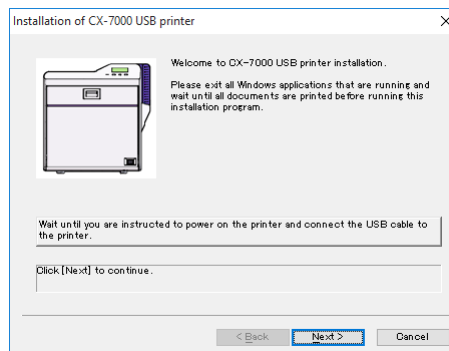 Installation of CX-7000 USB printer
Welcome to CX-7000 USB printer installation.
Please exit all Windows applications that are running and
wait until all documents are printed before running this
installation program.
Wait until you are instructed to power on the printer and connect the USB cable to
the printer.
Click [Next] to continue.
< Back
Next >
Cancel